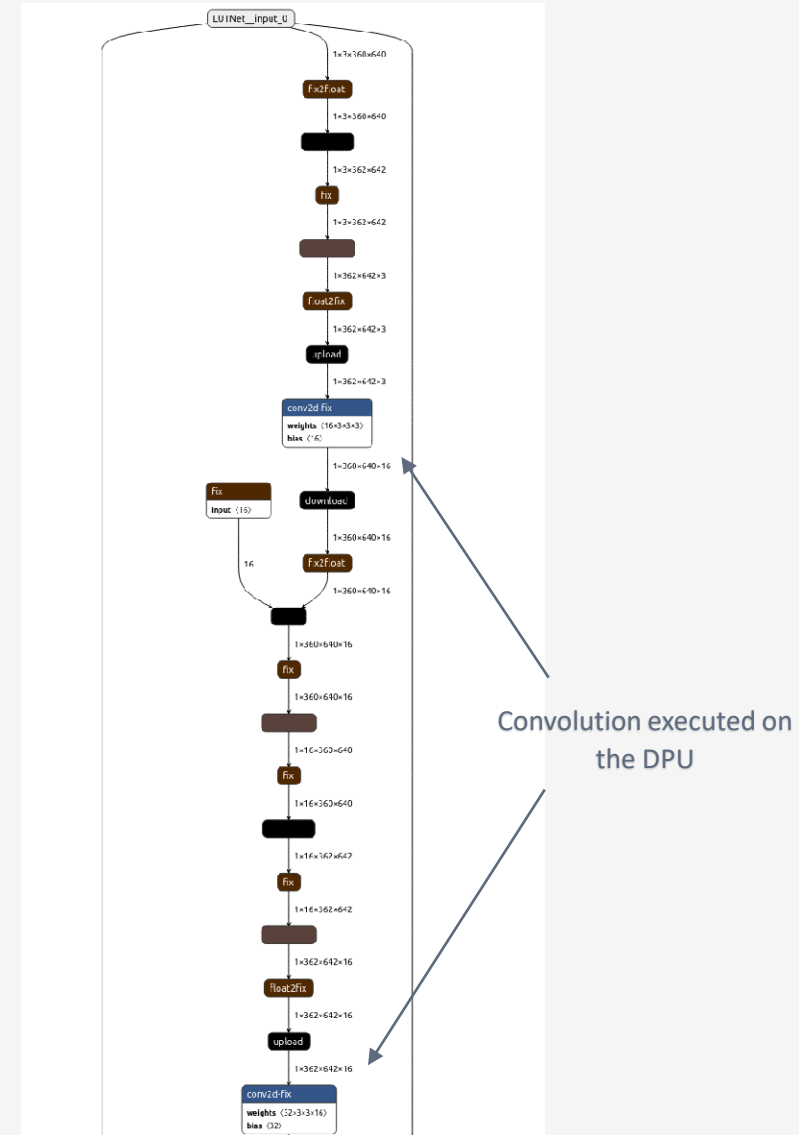 LUTNet__input_0
1×3×360×640
fix2float
1×3×360×640
1×3×362×642
fix
1×3×362×642
1×362×642×3
float2fix
1×362×642×3
upload
1×362×642×3
conv2d-fix
weights ⟨16×3×3×3⟩
bias ⟨16⟩
1×360×640×16
fix
input ⟨16⟩
download
1×360×640×16
16
fix2float
1×360×640×16
1×360×640×16
fix
1×360×640×16
1×16×360×640
fix
1×16×360×640
1×16×362×642
fix
1×16×362×642
1×362×642×16
float2fix
1×362×642×16
upload
1×362×642×16
conv2d-fix
weights ⟨32×3×3×16⟩
bias ⟨32⟩
Convolution executed on
the DPU